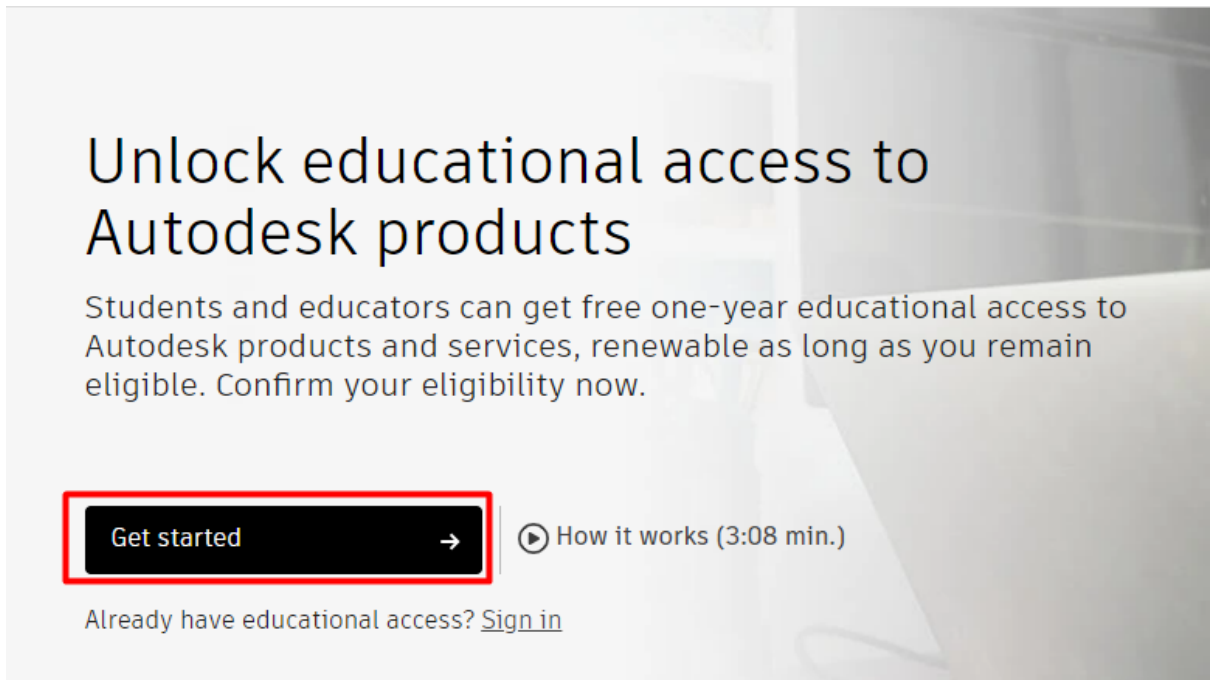 Unlock educational access to
Autodesk products
Students and educators can get free one-year educational access to
Autodesk products and services, renewable as long as you remain
eligible. Confirm your eligibility now.
Get started →
How it works (3:08 min.)
Already have educational access? Sign in